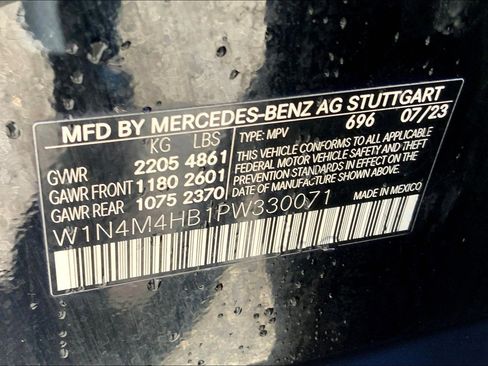 MFD BY MERCEDES-BENZ AG STUTTGART
KG LBS TYPE: MPV 696 07/23
GVWR 2205 4861
GAWR FRONT 1180 2601
GAWR REAR 1075 2370
THIS VEHICLE CONFORMS TO ALL APPLICABLE
FEDERAL MOTOR VEHICLE SAFETY AND THEFT
PREVENTION STANDARDS IN EFFECT ON THE
DATE OF MANUFACTURE SHOWN ABOVE.
W1N4M4HB1PW330071 MADE IN MEXICO